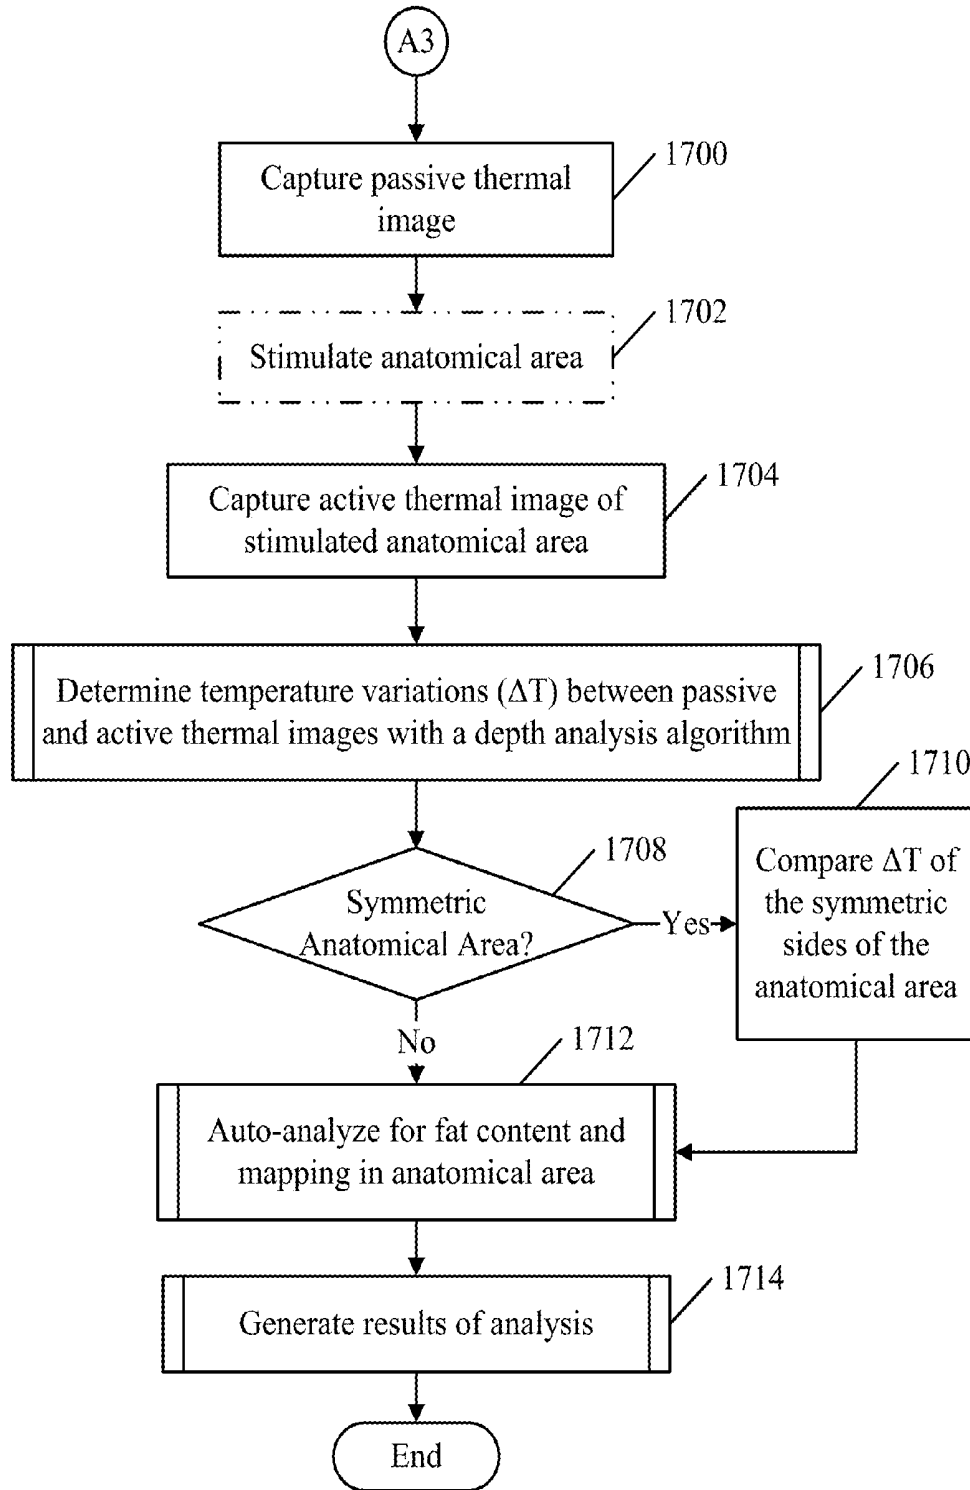 A3
1700
Capture passive thermal
image
1702
Stimulate anatomical area
1704
Capture active thermal image of
stimulated anatomical area
1706
Determine temperature variations (ΔT) between passive
and active thermal images with a depth analysis algorithm
1710
1708
Symmetric
Anatomical Area?
Yes
Compare ΔT of
the symmetric
sides of the
anatomical area
No
1712
Auto-analyze for fat content and
mapping in anatomical area
1714
Generate results of analysis
End